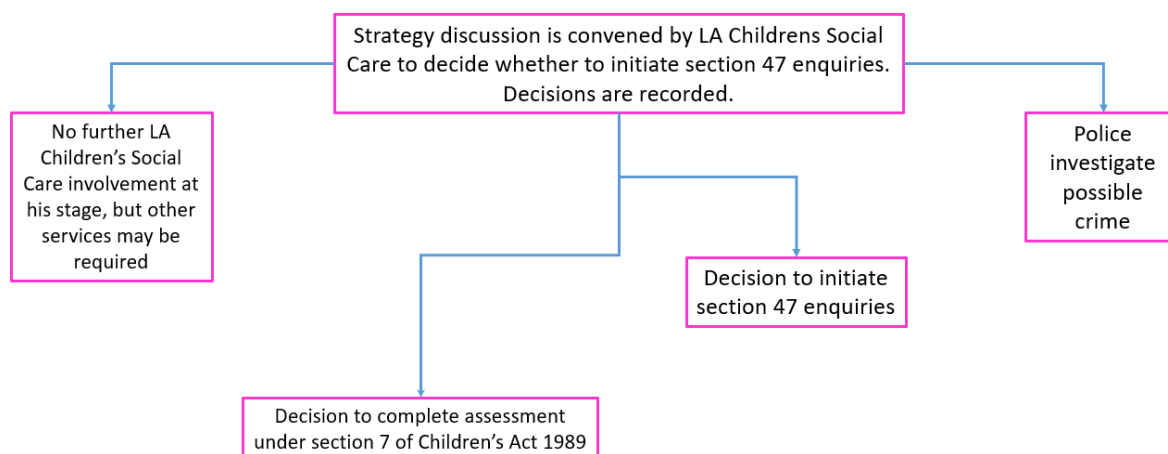 Strategy discussion is convened by LA Childrens Social
Care to decide whether to initiate section 47 enquiries.
Decisions are recorded.
No further LA
Children’s Social
Care involvement at
his stage, but other
services may be
required
Police
investigate
possible
crime
Decision to initiate
section 47 enquiries
Decision to complete assessment
under section 7 of Children’s Act 1989